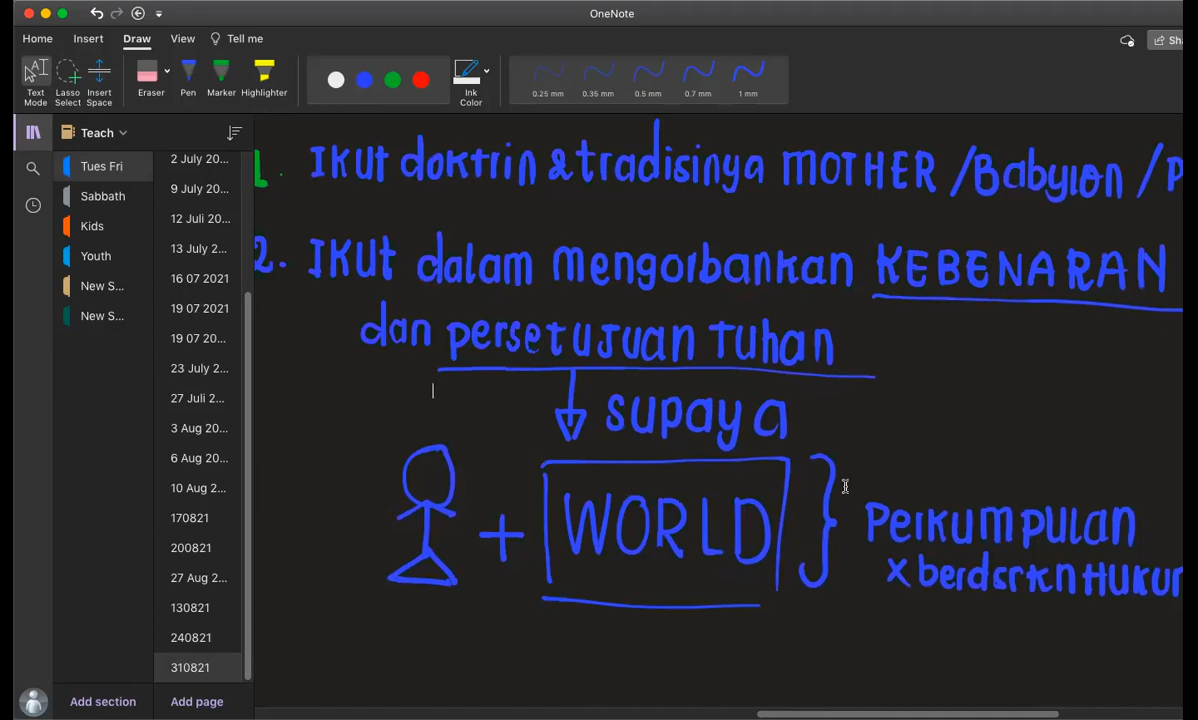 OneNote
Home Insert Draw View Tell me
Sha
Text Mode
Lasso Select
Insert Space
Eraser
Pen
Marker
Highlighter
Ink Color
0.25 mm 0.35 mm 0.5 mm 0.7 mm 1 mm
Teach
Tues Fri
Sabbath
Kids
Youth
New S...
New S...
2 July 20...
9 July 20...
12 Juli 20...
13 July 2...
16 07 2021
19 07 2021
19 07 20...
23 July 2...
27 Juli 2...
3 Aug 20...
6 Aug 20...
10 Aug 2...
170821
200821
27 Aug 2...
130821
240821
310821
Add section Add page
1. IKUT doktrin & tradisinya MOTHER /Babylon / P
2. IKUT dalam mengorbankan KEBENARAN
dan persetujuan Tuhan
supaya
+ WORLD } Perkumpulan
x berdsrkn Hukum